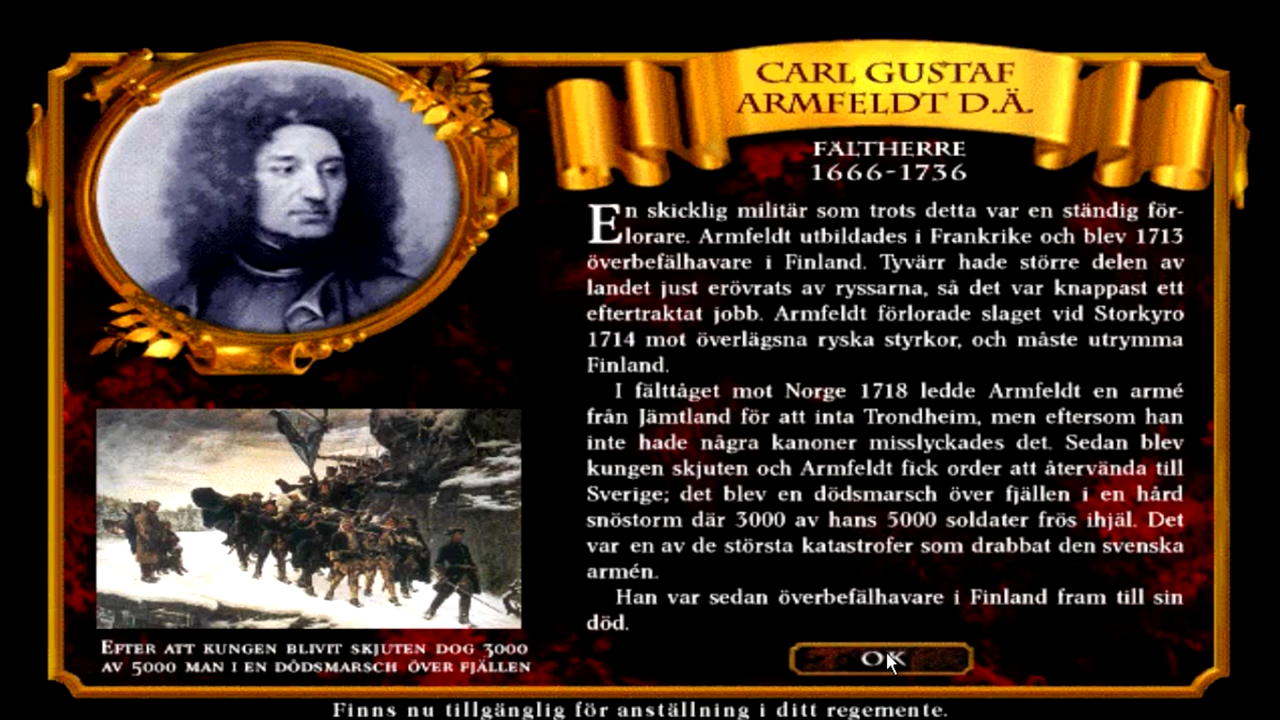 CARL GUSTAF
ARMFELDT D.Ä.
FÄLTHERRE
1666-1736
En skicklig militär som trots detta var en ständig för-
lorare. Armfeldt utbildades i Frankrike och blev 1713
överbefälhavare i Finland. Tyvärr hade större delen av
landet just erövrats av ryssarna, så det var knappast ett
eftertraktat jobb. Armfeldt förlorade slaget vid Storkyro
1714 mot överlägsna ryska styrkor, och måste utrymma
Finland.
I fälttåget mot Norge 1718 ledde Armfeldt en armé
från Jämtland för att inta Trondheim, men eftersom han
inte hade några kanoner misslyckades det. Sedan blev
kungen skjuten och Armfeldt fick order att återvända till
Sverige; det blev en dödsmarsch över fjällen i en hård
snöstorm där 3000 av hans 5000 soldater frös ihjäl. Det
var en av de största katastrofer som drabbat den svenska
armén.
Han var sedan överbefälhavare i Finland fram till sin
död.
EFTER ATT KUNGEN BLIVIT SKJUTEN DOG 3000
AV 5000 MAN I EN DÖDSMARSCH ÖVER FJÄLLEN
OK
Finns nu tillgänglig för anställning i ditt regemente.